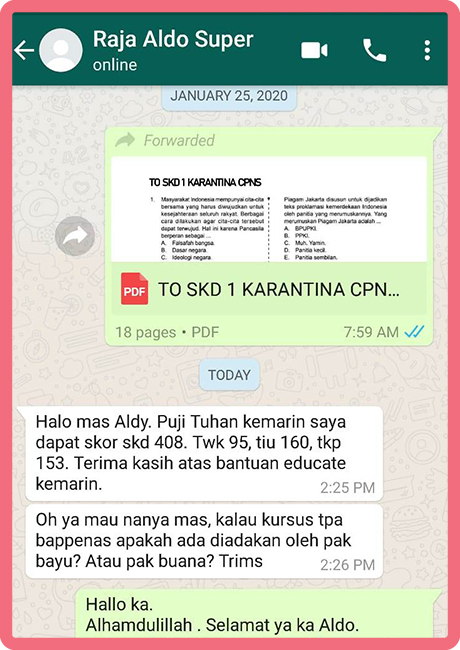 Raja Aldo Super
online
JANUARY 25, 2020
Forwarded
TO SKD 1 KARANTINA CPNS
1. Masyarakat Indonesia mempunyai cita-cita
bersama yang harus diwujudkan untuk
kesejahteraan seluruh rakyat. Berbagai
cara dilakukan agar cita-cita tersebut
dapat terwujud. Hal ini karena Pancasila
berperan sebagai ...
A. Falsafah bangsa.
B. Dasar negara.
C. Ideologi negara.
Piagam Jakarta disusun untuk dijadikan
teks proklamasi kemerdekaan Indonesia
oleh panitia yang merumuskannya. Yang
merumuskan Piagam Jakarta adalah ...
A. BPUPKI.
B. PPKI.
C. Muh. Yamin.
D. Panitia kecil.
E. Panitia sembilan.
PDF
TO SKD 1 KARANTINA CPN...
18 pages • PDF
7:59 AM
TODAY
Halo mas Aldy. Puji Tuhan kemarin saya
dapat skor skd 408. Twk 95, tiu 160, tkp
153. Terima kasih atas bantuan educate
kemarin.
2:25 PM
Oh ya mau nanya mas, kalau kursus tpa
bappenas apakah ada diadakan oleh pak
bayu? Atau pak buana? Trims
2:26 PM
Hallo ka.
Alhamdulillah . Selamat ya ka Aldo.